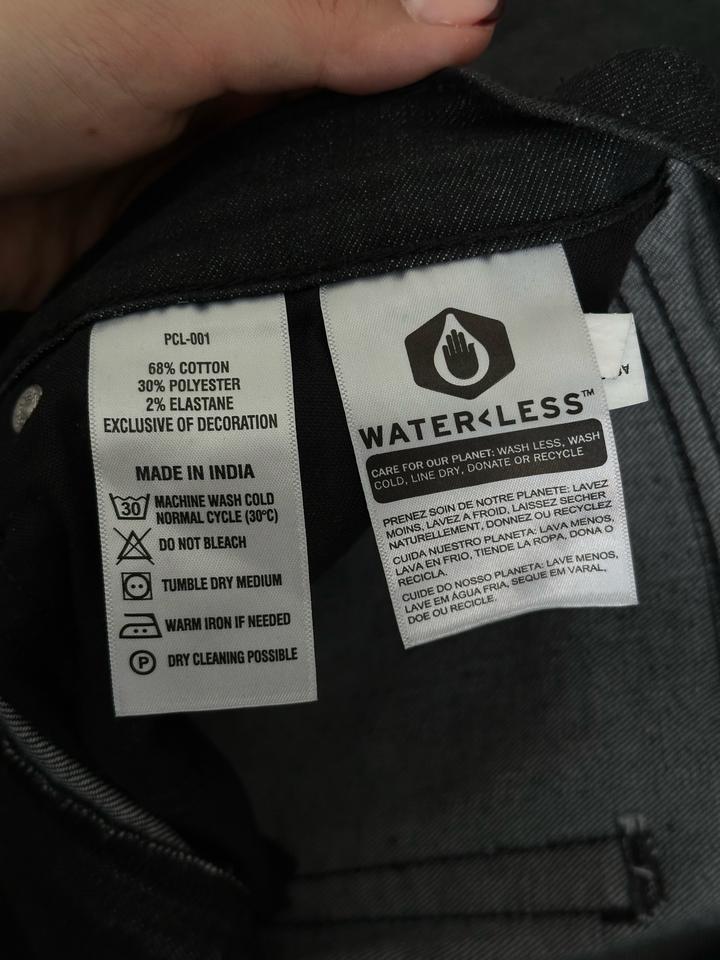 PCL-001
68% COTTON
30% POLYESTER
2% ELASTANE
EXCLUSIVE OF DECORATION
MADE IN INDIA
30 MACHINE WASH COLD
NORMAL CYCLE (30°C)
DO NOT BLEACH
TUMBLE DRY MEDIUM
WARM IRON IF NEEDED
P DRY CLEANING POSSIBLE
WATER<LESS™
CARE FOR OUR PLANET: WASH LESS, WASH
COLD, LINE DRY, DONATE OR RECYCLE
PRENEZ SOIN DE NOTRE PLANETE: LAVEZ
MOINS, LAVEZ A FROID, LAISSEZ SECHER
NATURELLEMENT, DONNEZ OU RECYCLEZ
CUIDA NUESTRO PLANETA: LAVA MENOS,
LAVA EN FRIO, TIENDE LA ROPA, DONA O
RECICLA.
CUIDE DO NOSSO PLANETA: LAVE MENOS,
LAVE EM ÁGUA FRIA, SEQUE EM VARAL,
DOE OU RECICLE.